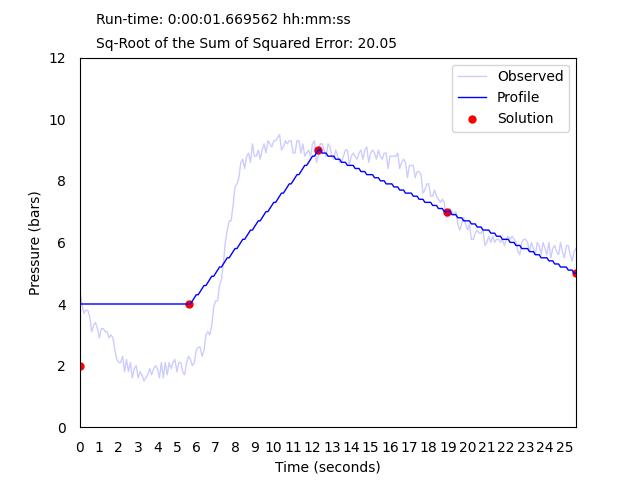 Run-time: 0:00:01.669562 hh:mm:ss
Sq-Root of the Sum of Squared Error: 20.05
Observed
Profile
Solution
12
10
8
6
4
2
0
Pressure (bars)
0 1 2 3 4 5 6 7 8 9 10 11 12 13 14 15 16 17 18 19 20 21 22 23 24 25
Time (seconds)